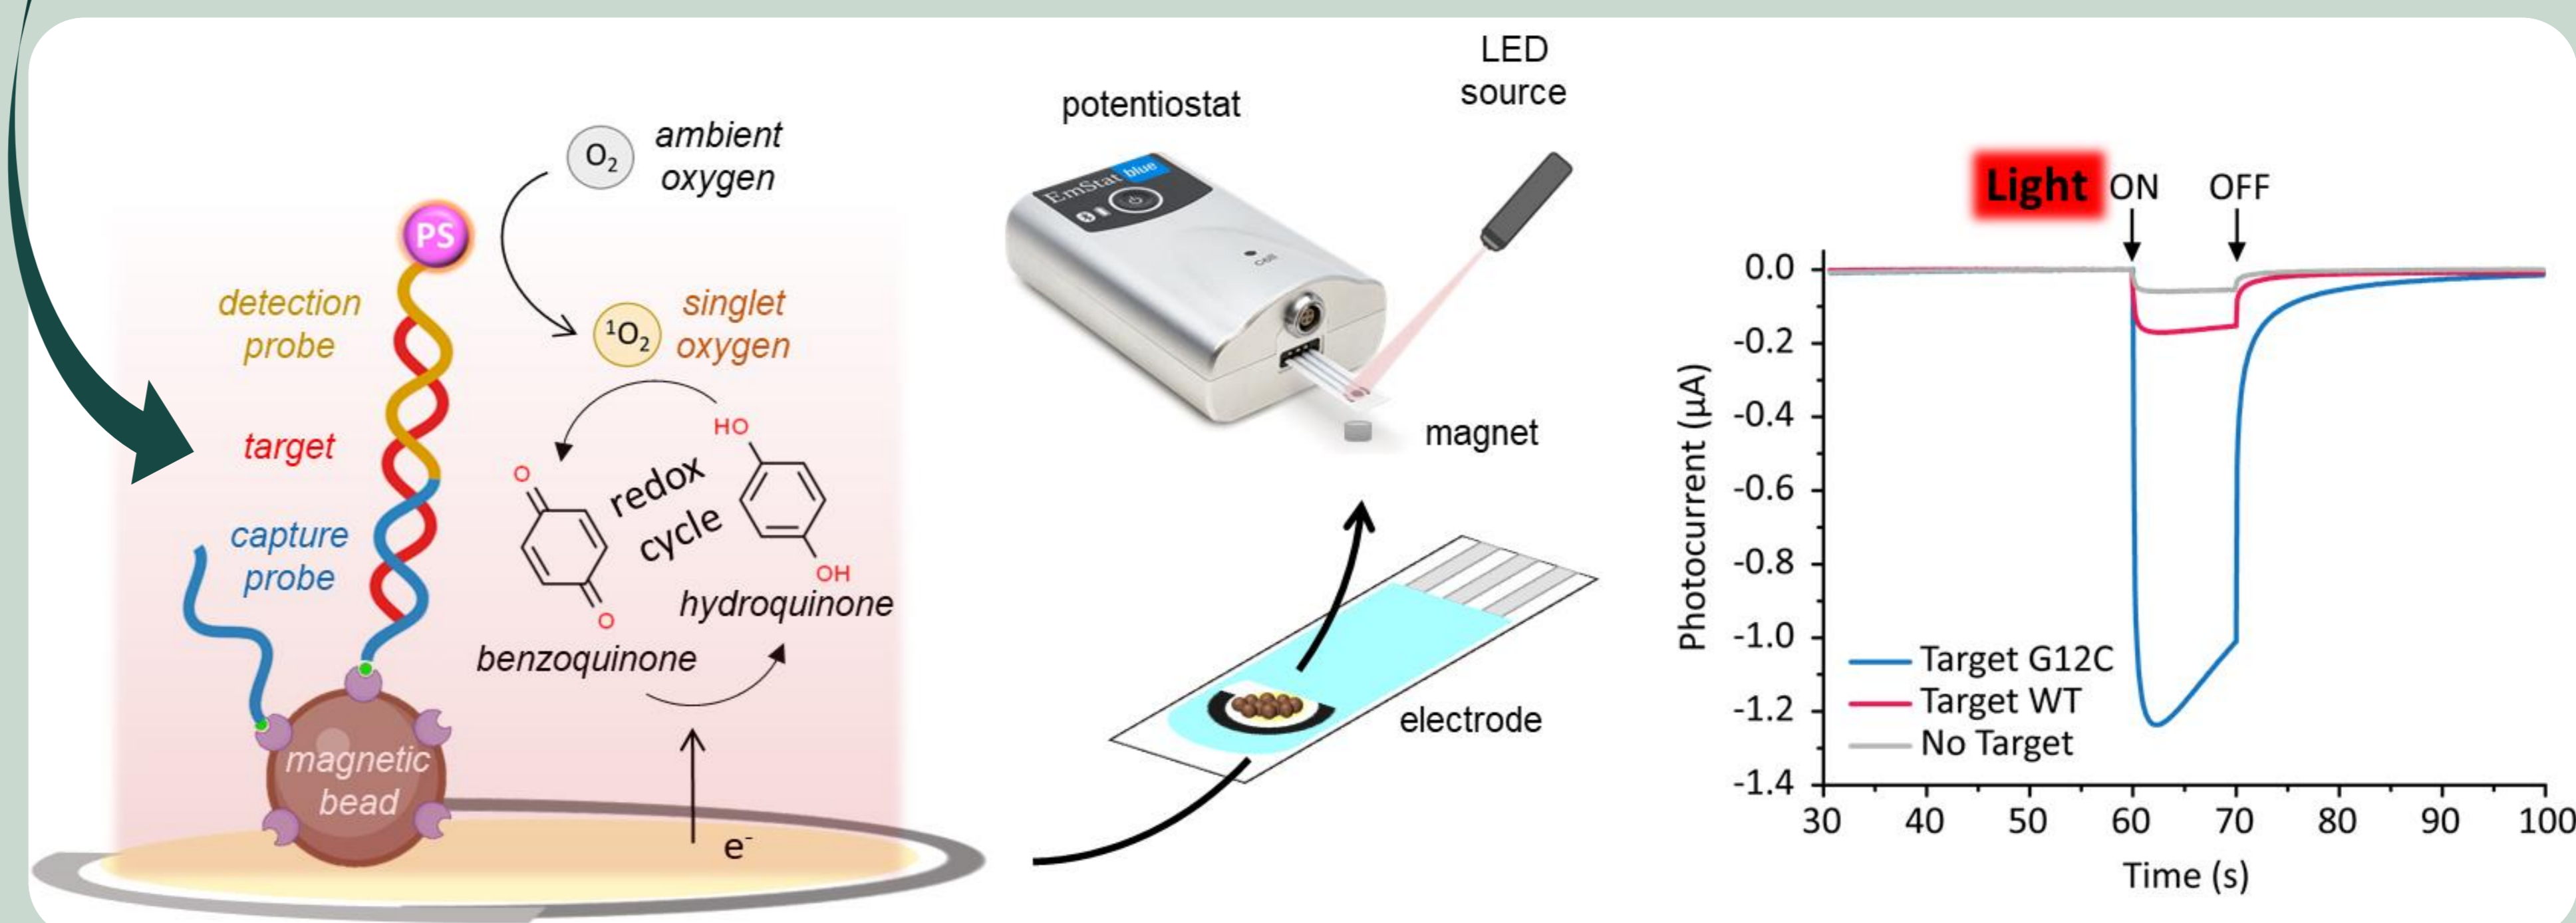 ambient
oxygen
O₂
PS
detection
probe
¹O₂
singlet
oxygen
target
HO
O
redox
cycle
capture
probe
OH
hydroquinone
O
benzoquinone
magnetic
bead
e⁻
LED
source
potentiostat
EmStat blue
cell
magnet
electrode
Light ON OFF
Photocurrent (µA)
0.0
-0.2
-0.4
-0.6
-0.8
-1.0
-1.2
-1.4
Target G12C
Target WT
No Target
30 40 50 60 70 80 90 100
Time (s)